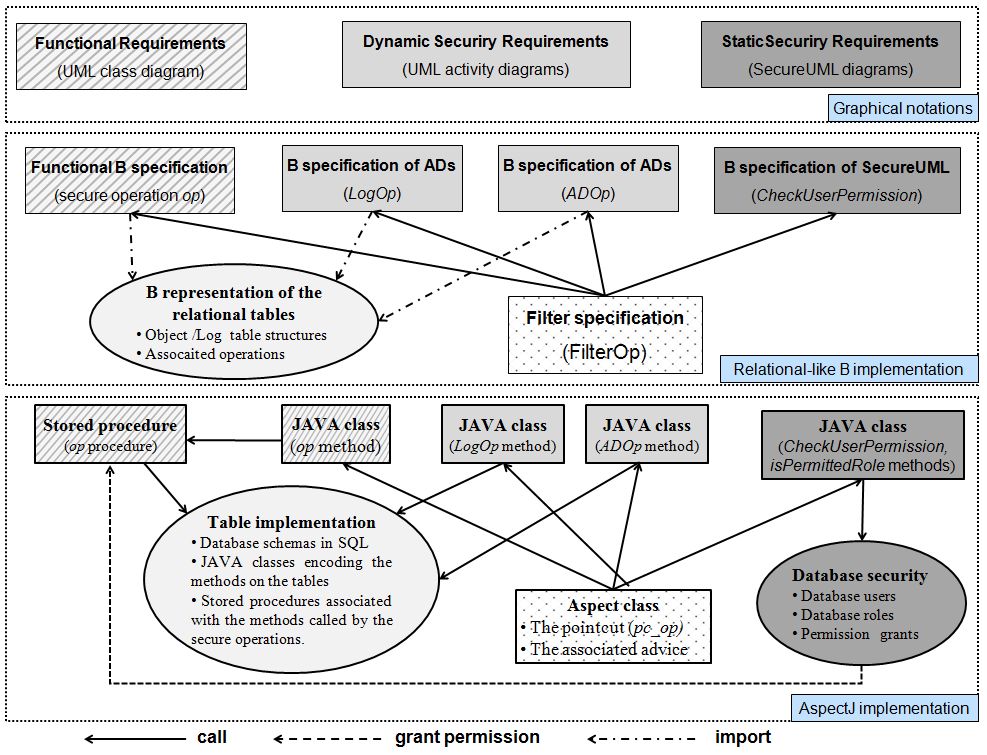 Functional Requirements
(UML class diagram)
Dynamic Securiry Requirements
(UML activity diagrams)
StaticSecuriry Requirements
(SecureUML diagrams)
Graphical notations
Functional B specification
(secure operation op)
B specification of ADs
(LogOp)
B specification of ADs
(ADOp)
B specification of SecureUML
(CheckUserPermission)
B representation of the
relational tables
• Object /Log table structures
• Assocaited operations
Filter specification
(FilterOp)
Relational-like B implementation
Stored procedure
(op procedure)
JAVA class
(op method)
JAVA class
(LogOp method)
JAVA class
(ADOp method)
JAVA class
(CheckUserPermission,
isPermittedRole methods)
Table implementation
• Database schemas in SQL
• JAVA classes encoding the
methods on the tables
• Stored procedures associated
with the methods called by the
secure operations.
Aspect class
• The pointcut (pc_op)
• The associated advice
Database security
• Database users
• Database roles
• Permission grants
AspectJ implementation
call
grant permission
import